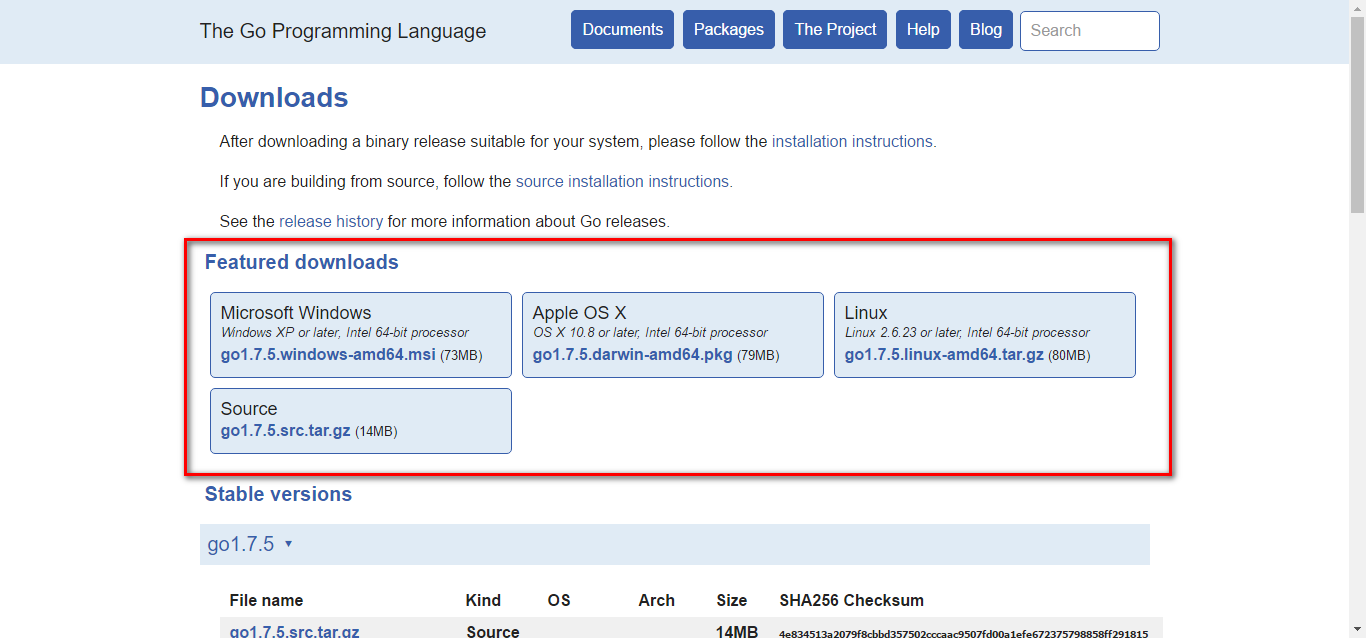 The Go Programming Language
Documents Packages The Project Help Blog Search
Downloads
After downloading a binary release suitable for your system, please follow the installation instructions.
If you are building from source, follow the source installation instructions.
See the release history for more information about Go releases.
Featured downloads
Microsoft Windows
Windows XP or later, Intel 64-bit processor
go1.7.5.windows-amd64.msi (73MB)
Apple OS X
OS X 10.8 or later, Intel 64-bit processor
go1.7.5.darwin-amd64.pkg (79MB)
Linux
Linux 2.6.23 or later, Intel 64-bit processor
go1.7.5.linux-amd64.tar.gz (80MB)
Source
go1.7.5.src.tar.gz (14MB)
Stable versions
go1.7.5 ▾
File name Kind OS Arch Size SHA256 Checksum
go1.7.5.src.tar.gz Source 14MB 4e834513a2079f8cbbd357502cccaac9507fd00a1efe672375798858ff291815